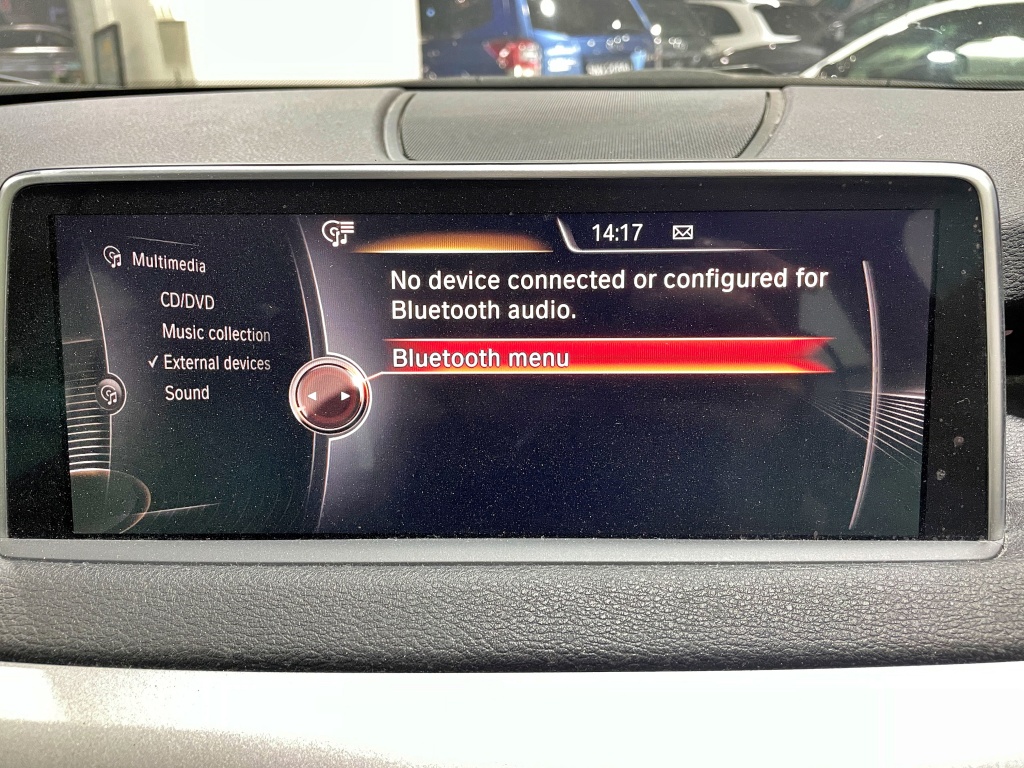 14:17
Multimedia
CD/DVD
Music collection
✓ External devices
Sound
No device connected or configured for
Bluetooth audio.
Bluetooth menu